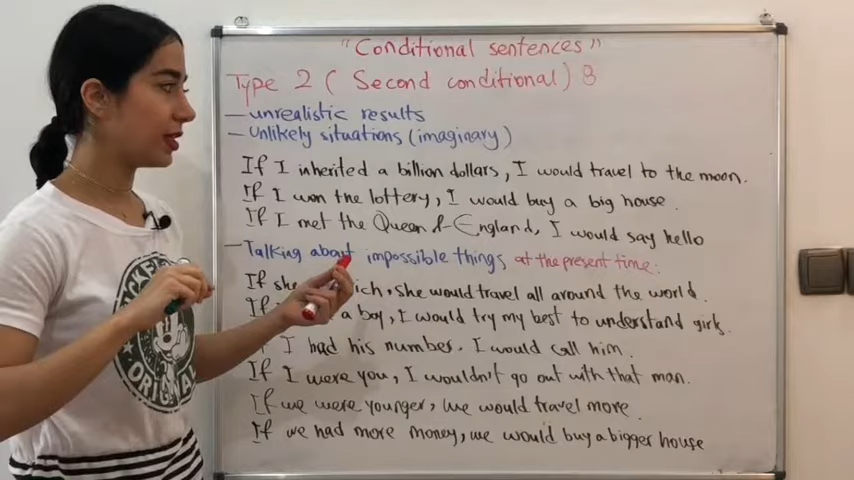 "Conditional sentences"
Type 2 (Second conditional) 8
— unrealistic results
— Unlikely situations (imaginary)
If I inherited a billion dollars, I would travel to the moon.
If I won the lottery, I would buy a big house.
If I met the Queen of England, I would say hello
— Talking about impossible things at the present time.
If she rich, she would travel all around the world.
If a boy, I would try my best to understand girls.
I had his number. I would call him.
If I were you, I wouldn't go out with that man.
If we were younger, we would travel more.
If we had more money, we would buy a bigger house
ORIGINAL